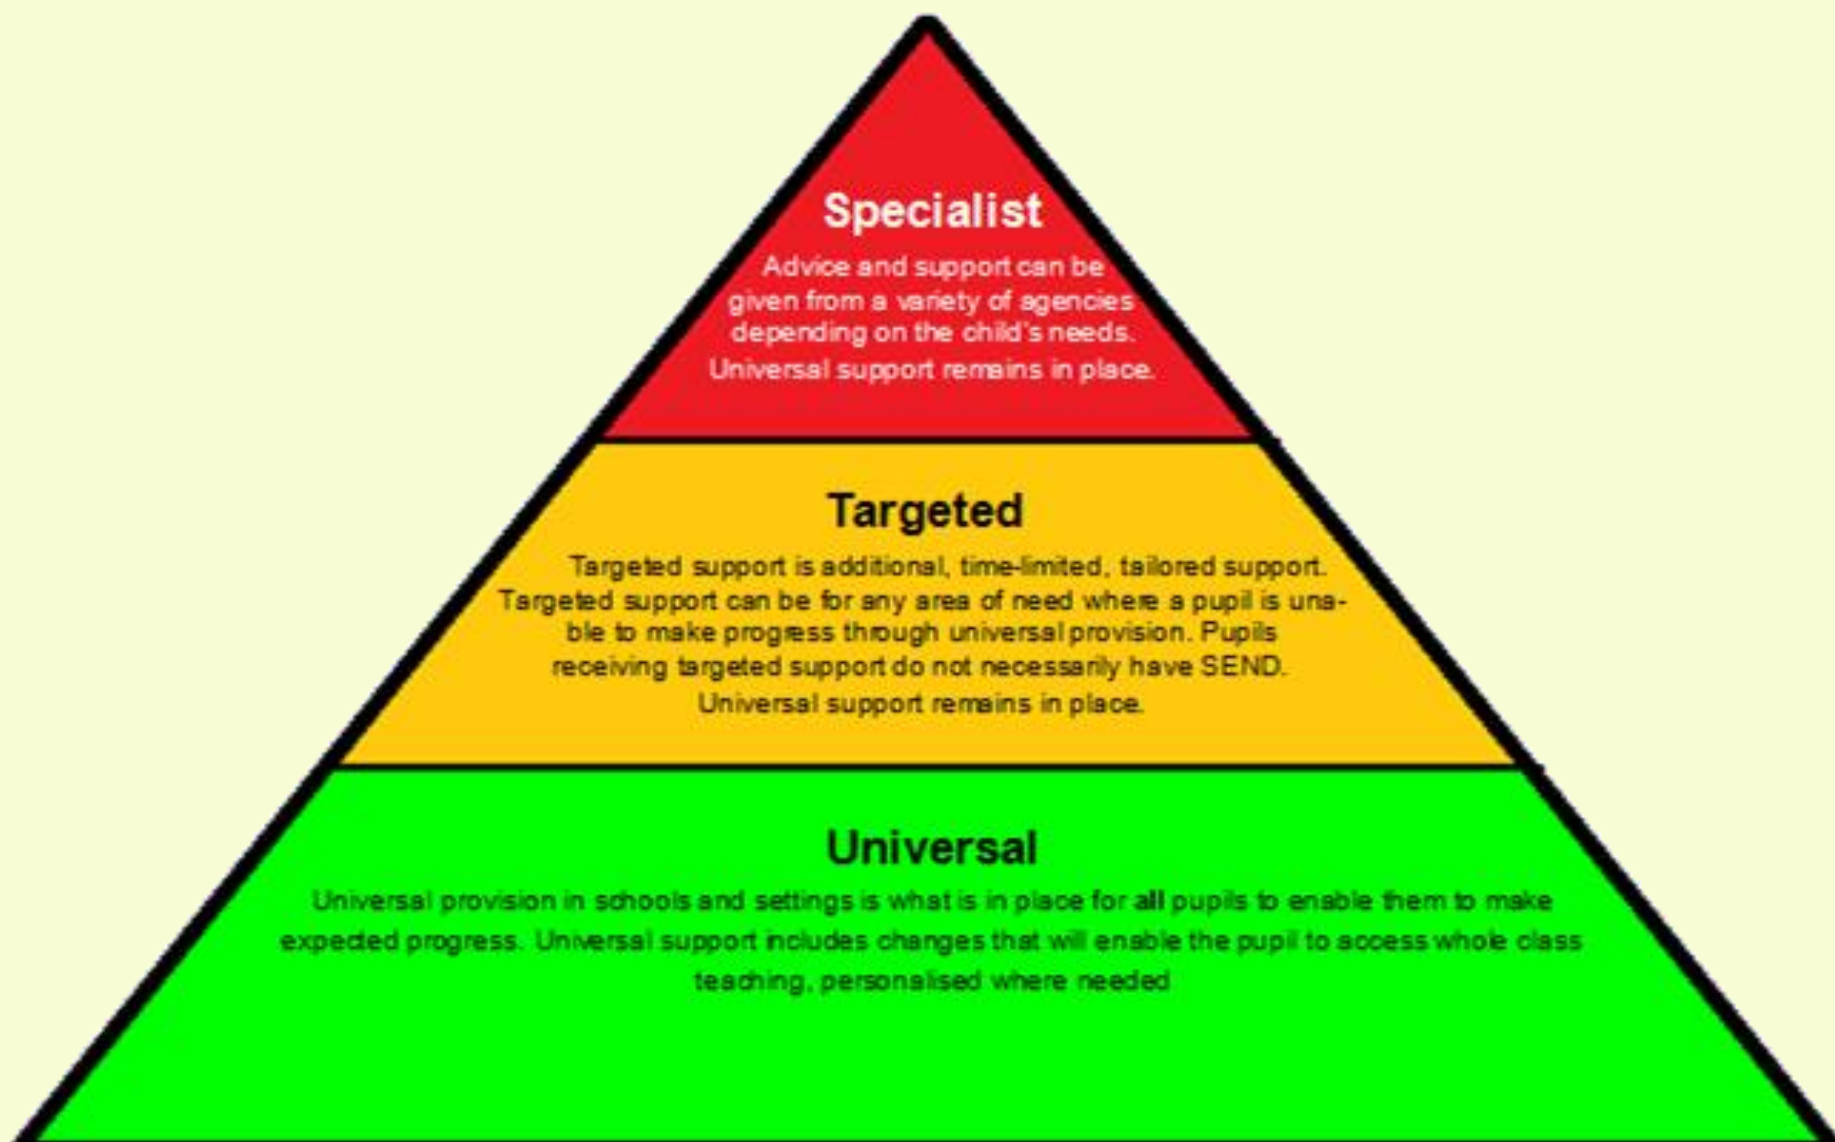 Specialist
Advice and support can be
given from a variety of agencies
depending on the child's needs.
Universal support remains in place.
Targeted
Targeted support is additional, time-limited, tailored support.
Targeted support can be for any area of need where a pupil is una-
ble to make progress through universal provision. Pupils
receiving targeted support do not necessarily have SEND.
Universal support remains in place.
Universal
Universal provision in schools and settings is what is in place for all pupils to enable them to make
expected progress. Universal support includes changes that will enable the pupil to access whole class
teaching, personalised where needed